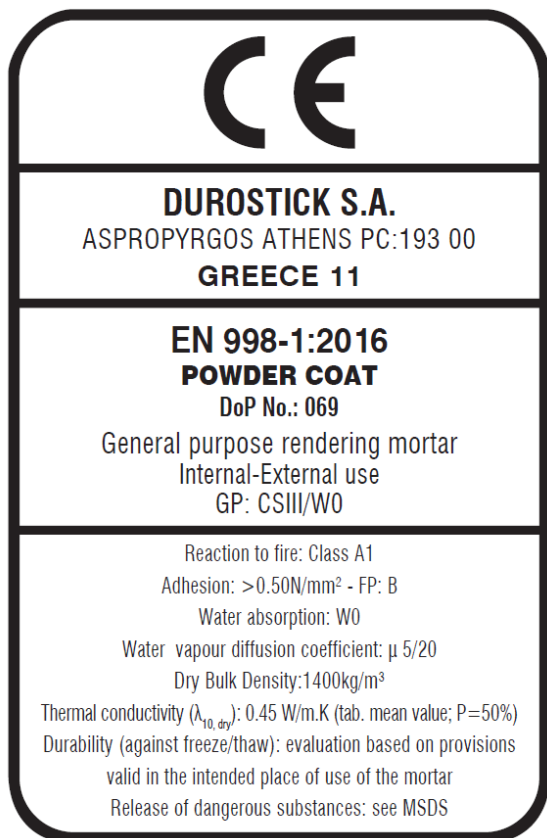 CE
DUROSTICK S.A.
ASPROPYRGOS ATHENS PC:193 00
GREECE 11
EN 998-1:2016
POWDER COAT
DoP No.: 069
General purpose rendering mortar
Internal-External use
GP: CSIII/W0
Reaction to fire: Class A1
Adhesion: >0.50N/mm² - FP: B
Water absorption: W0
Water vapour diffusion coefficient: μ 5/20
Dry Bulk Density:1400kg/m³
Thermal conductivity (λ10, dry): 0.45 W/m.K (tab. mean value; P=50%)
Durability (against freeze/thaw): evaluation based on provisions
valid in the intended place of use of the mortar
Release of dangerous substances: see MSDS